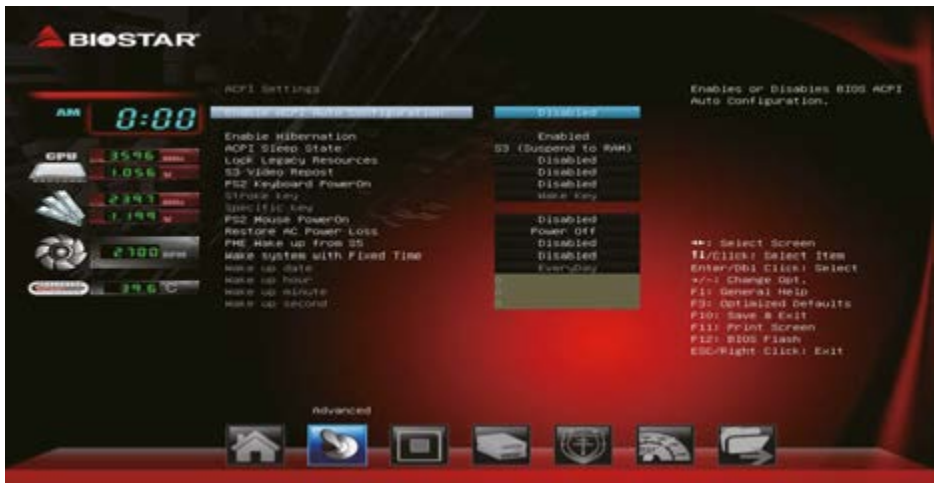 BIOSTAR
AM 0:00
CPU 3596 MHz
1.056 V
2397 MHz
1.199 V
2700 RPM
39.6 C
ACPI Settings
Enable ACPI Auto Configuration Disabled
Enable Hibernation Enabled
ACPI Sleep State S3 (Suspend to RAM)
Lock Legacy Resources Disabled
S3 Video Repost Disabled
PS2 Keyboard PowerOn Disabled
Stroke key Wake Key
Specific key
PS2 Mouse PowerOn Disabled
Restore AC Power Loss Power Off
PME Wake up from S5 Disabled
Wake system with Fixed Time Disabled
Wake up date EveryDay
Wake up hour
Wake up minute
Wake up second
Enables or Disables BIOS ACPI
Auto Configuration.
↔: Select Screen
↑↓/Click: Select Item
Enter/Dbl Click: Select
+/-: Change Opt.
F1: General Help
F3: Optimized Defaults
F10: Save & Exit
F11: Print Screen
F12: BIOS Flash
ESC/Right Click: Exit
Advanced